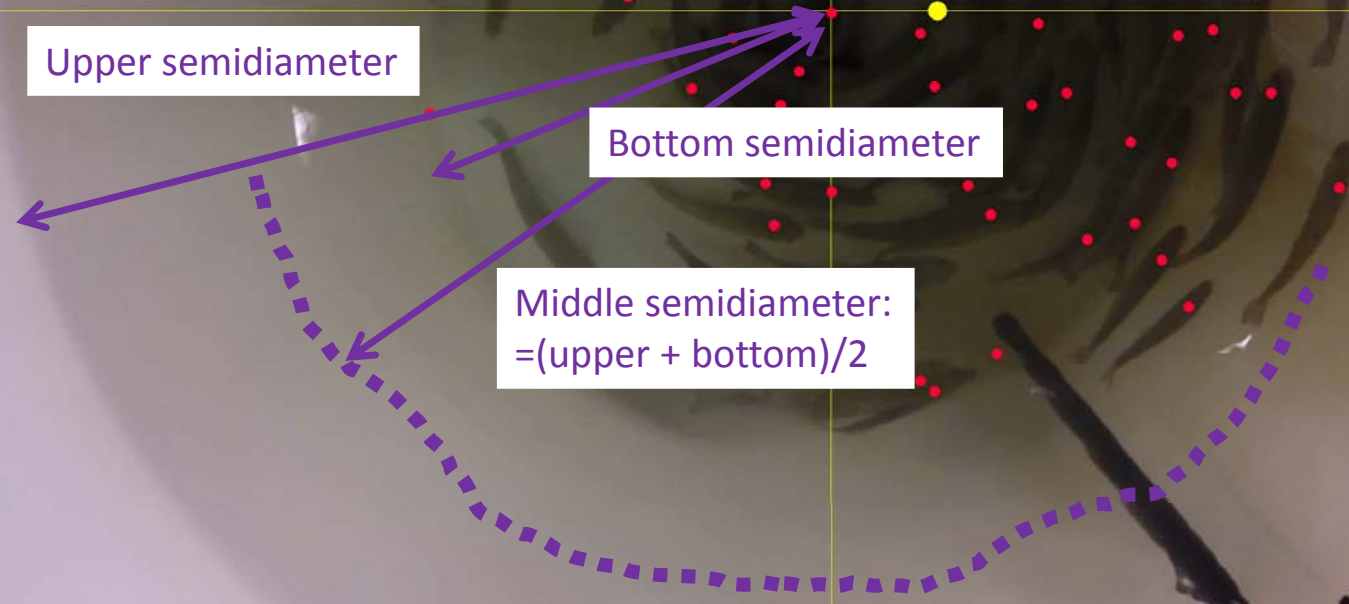 Upper semidiameter
Bottom semidiameter
Middle semidiameter:
=(upper + bottom)/2